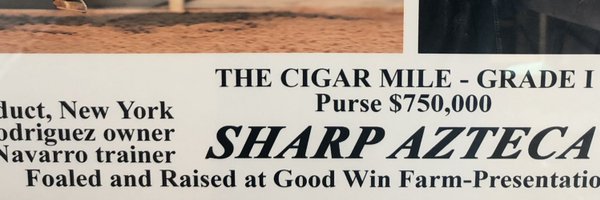 THE CIGAR MILE - GRADE I
Purse $750,000
duct, New York
odriguez owner
Navarro trainer
SHARP AZTECA
Foaled and Raised at Good Win Farm-Presentatio